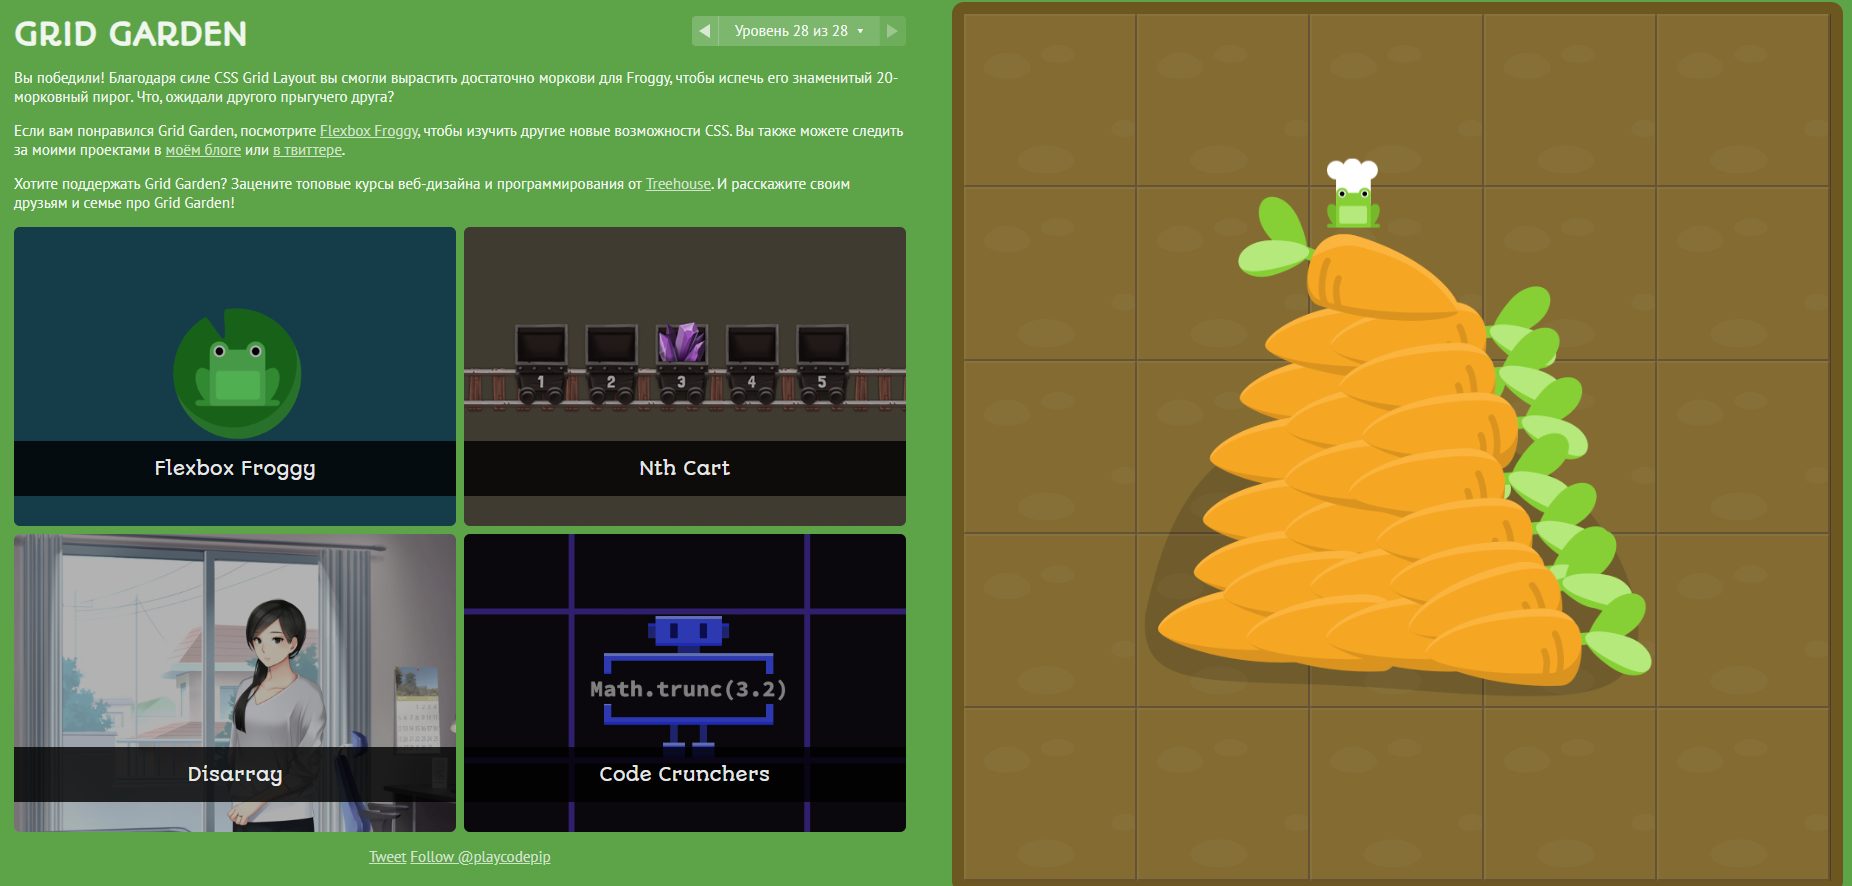 GRID GARDEN
Уровень 28 из 28
Вы победили! Благодаря силе CSS Grid Layout вы смогли вырастить достаточно моркови для Froggy, чтобы испечь его знаменитый 20-
морковный пирог. Что, ожидали другого прыгучего друга?
Если вам понравился Grid Garden, посмотрите Flexbox Froggy, чтобы изучить другие новые возможности CSS. Вы также можете следить
за моими проектами в моём блоге или в твиттере.
Хотите поддержать Grid Garden? Зацените топовые курсы веб-дизайна и программирования от Treehouse. И расскажите своим
друзьям и семье про Grid Garden!
1 2 3 4 5
Flexbox Froggy
Nth Cart
Math.trunc(3.2)
Disarray
Code Crunchers
Tweet Follow @playcodepip